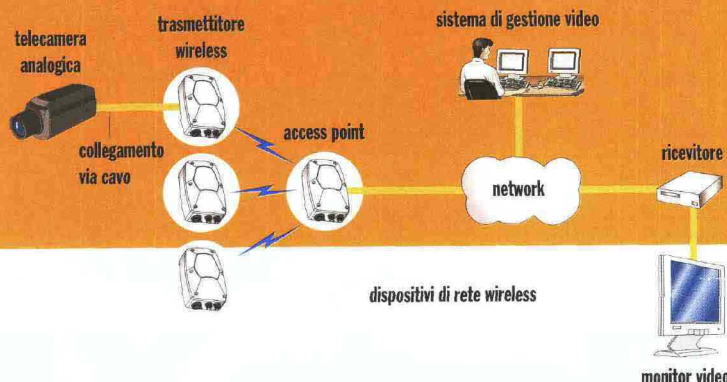 telecamera
analogica
trasmettitore
wireless
sistema di gestione video
collegamento
via cavo
access point
network
ricevitore
dispositivi di rete wireless
monitor video